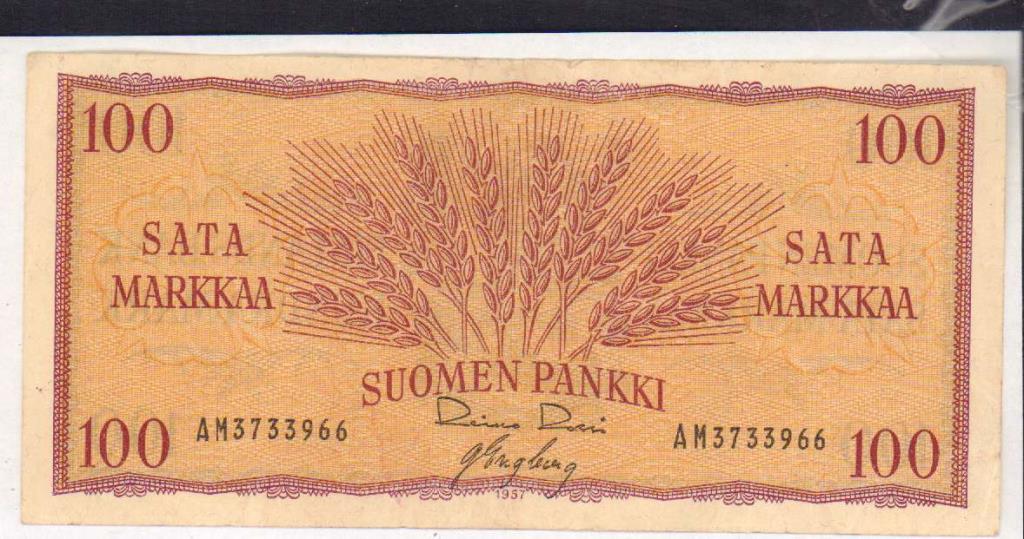 100 100
SATA MARKKAA
SATA MARKKAA
SUOMEN PANKKI
AM3733966 AM3733966
100 100
1957